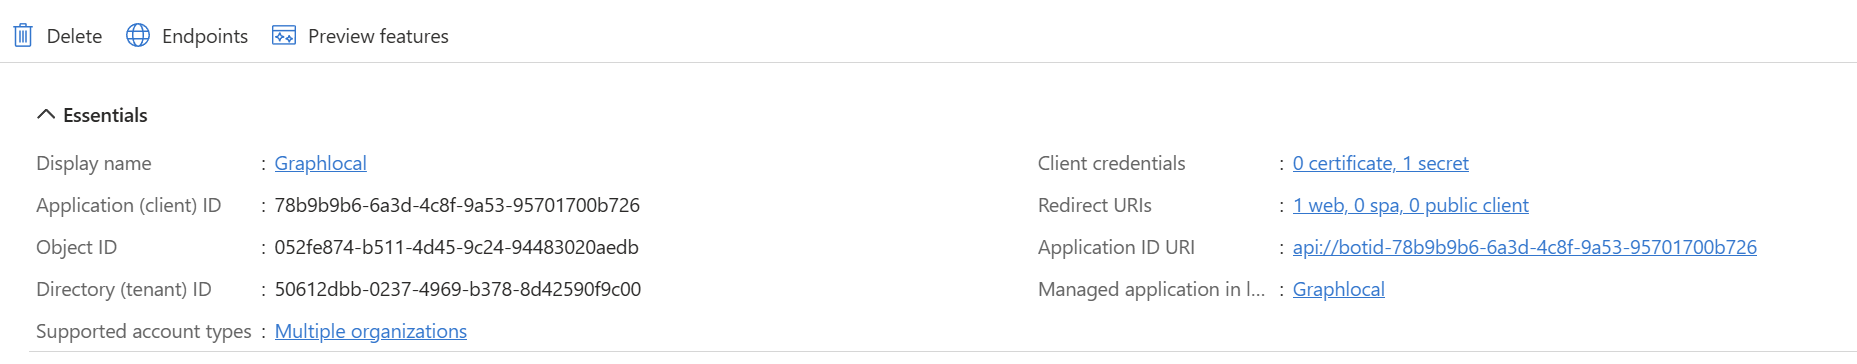 Delete Endpoints Preview features
Essentials
Display name : Graphlocal
Application (client) ID : 78b9b9b6-6a3d-4c8f-9a53-95701700b726
Object ID : 052fe874-b511-4d45-9c24-94483020aedb
Directory (tenant) ID : 50612dbb-0237-4969-b378-8d42590f9c00
Supported account types : Multiple organizations
Client credentials : 0 certificate, 1 secret
Redirect URIs : 1 web, 0 spa, 0 public client
Application ID URI : api://botid-78b9b9b6-6a3d-4c8f-9a53-95701700b726
Managed application in l... : Graphlocal